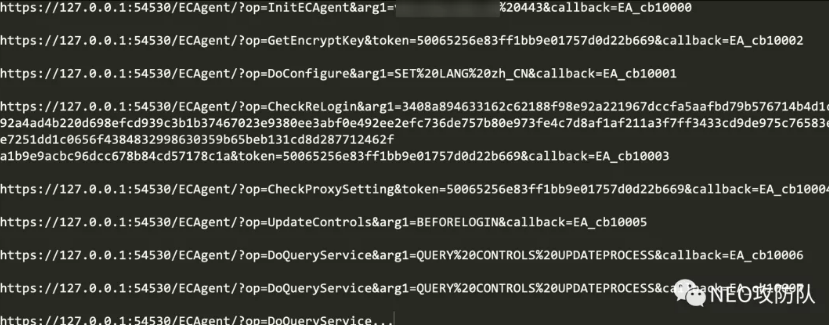 https://127.0.0.1:54530/ECAgent/?op=InitECAgent&arg1= %20443&callback=EA_cb10000
https://127.0.0.1:54530/ECAgent/?op=GetEncryptKey&token=50065256e83ff1bb9e01757d0d22b669&callback=EA_cb10002
https://127.0.0.1:54530/ECAgent/?op=DoConfigure&arg1=SET%20LANG%20zh_CN&callback=EA_cb10001
https://127.0.0.1:54530/ECAgent/?op=CheckReLogin&arg1=3408a894633162c62188f98e92a221967dccfa5aafbd79b576714b4d1c
92a4ad4b220d698efcd939c3b1b37467023e9380ee3abf0e492ee2efc736de757b80e973fe4c7d8af1af211a3f7ff3433cd9de975c76583e
e7251dd1c0656f4384832998630359b65beb131cd8d287712462f
a1b9e9acbc96dcc678b84cd57178c1a&token=50065256e83ff1bb9e01757d0d22b669&callback=EA_cb10003
https://127.0.0.1:54530/ECAgent/?op=CheckProxySetting&token=50065256e83ff1bb9e01757d0d22b669&callback=EA_cb10004
https://127.0.0.1:54530/ECAgent/?op=UpdateControls&arg1=BEFORELOGIN&callback=EA_cb10005
https://127.0.0.1:54530/ECAgent/?op=DoQueryService&arg1=QUERY%20CONTROLS%20UPDATEPROCESS&callback=EA_cb10006
https://127.0.0.1:54530/ECAgent/?op=DoQueryService&arg1=QUERY%20CONTROLS%20UPDATEPROCESS&
NEO攻防队
https://127.0.0.1:54530/ECAgent/?op=DoQueryService...